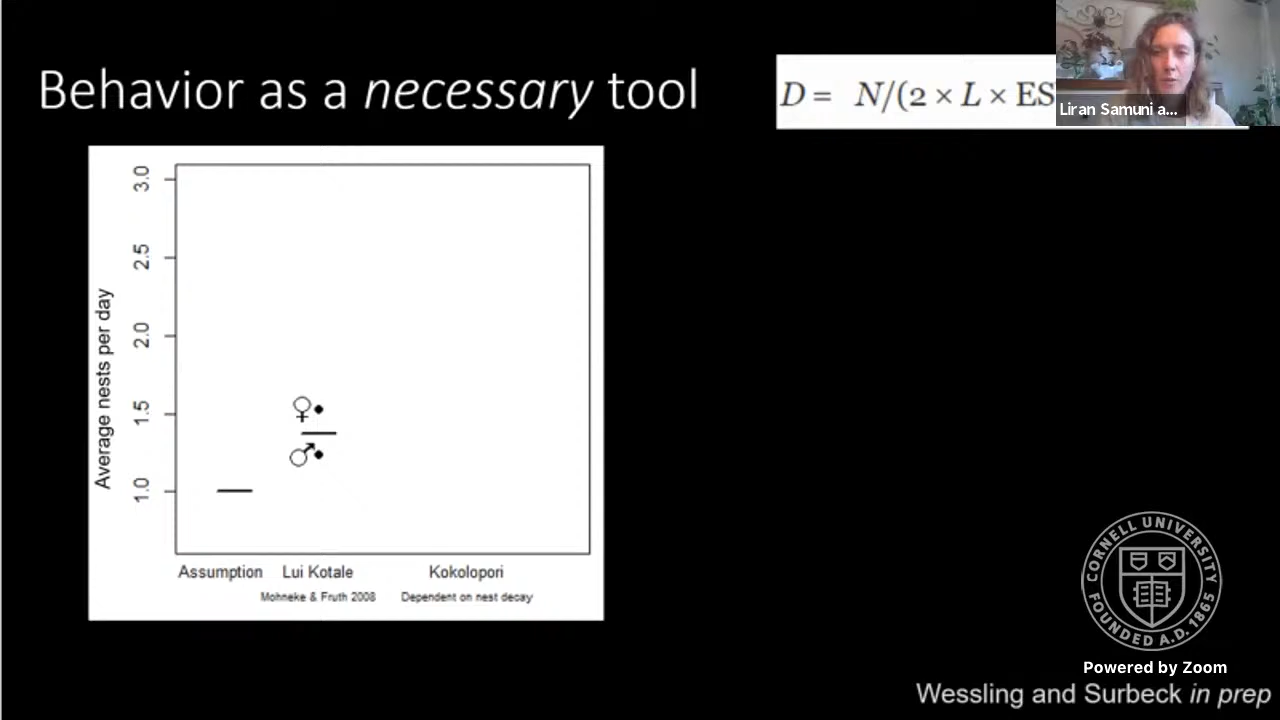 Behavior as a necessary tool
D = N/(2 × L × ES
Liran Samuni a...
3.0
2.5
2.0
1.5
1.0
Average nests per day
Assumption
Lui Kotale
Kokolopori
Mohneke & Fruth 2008
Dependent on nest decay
CORNELL UNIVERSITY
FOUNDED A.D. 1865
Powered by Zoom
Wessling and Surbeck in prep